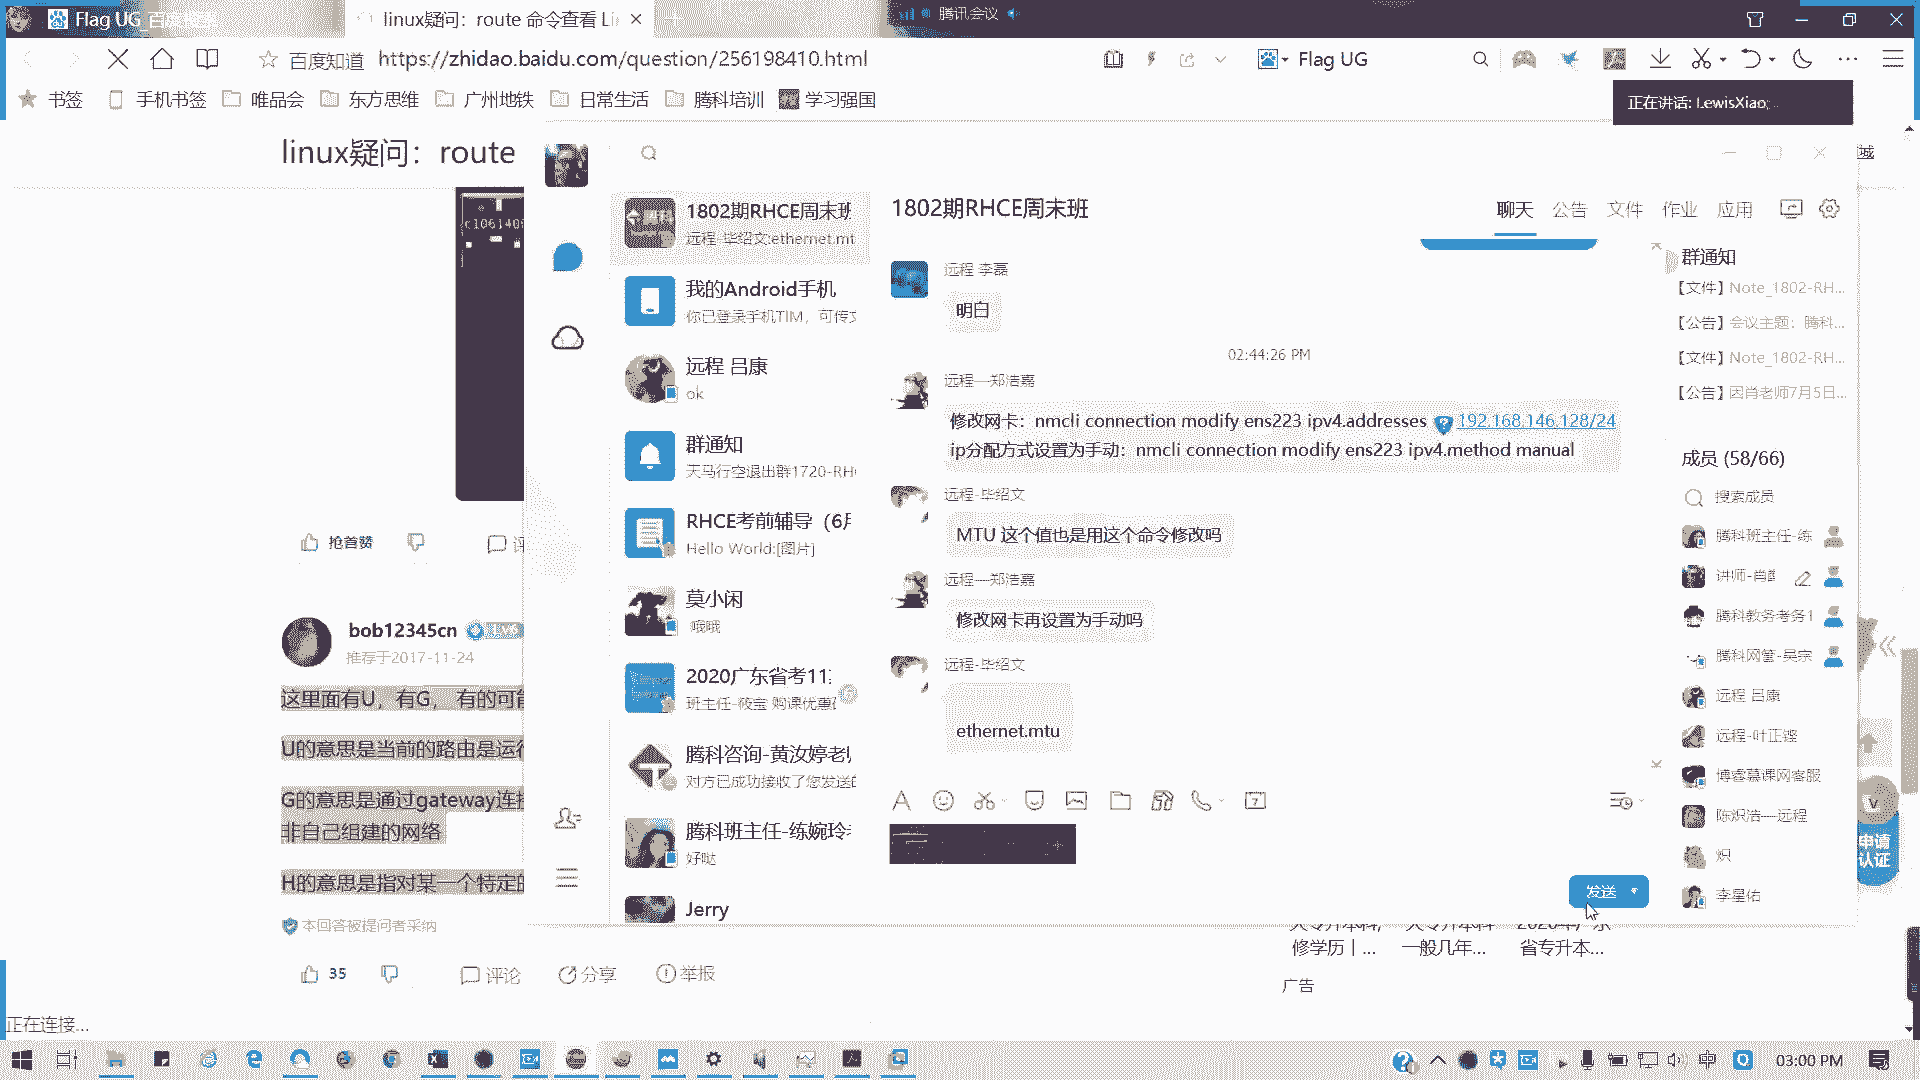 Flag UG_百度搜索
linux疑问：route 命令查看 Li
腾讯会议
百度知道
https://zhidao.baidu.com/question/256198410.html
Flag UG
书签
手机书签
唯品会
东方思维
广州地铁
日常生活
腾科培训
学习强国
正在讲话: LewisXiao;
linux疑问：route
城
抢首赞
评
bob12345cn
推荐于2017-11-24
这里面有U，有G， 有的可能
U的意思是当前的路由是运行
G的意思是通过gateway连接
非自己组建的网络
H的意思是指对某一个特定的
本回答被提问者采纳
35
评论
分享
举报
正在连接...
1802期RHCE周末班
远程-毕绍文:ethernet.mt
我的Android手机
你已登录手机TIM，可传文
远程 吕康
ok
群通知
天马行空退出群1720-RH
RHCE考前辅导（6月
Hello World:[图片]
莫小闲
哦哦
2020广东省考11
班主任-筱宝 购课优惠
腾科咨询-黄汝婷老
对方已成功接收了您发送的
腾科班主任-练婉玲
好哒
Jerry
1802期RHCE周末班
聊天
公告
文件
作业
应用
远程 李磊
明白
02:44:26 PM
远程—郑浩嘉
修改网卡：nmcli connection modify ens223 ipv4.addresses 192.168.146.128/24
ip分配方式设置为手动：nmcli connection modify ens223 ipv4.method manual
远程-毕绍文
MTU 这个值也是用这个命令修改吗
远程—郑浩嘉
修改网卡再设置为手动吗
远程-毕绍文
ethernet.mtu
发送
群通知
【文件】Note_1802-RH...
【公告】会议主题：腾科...
【文件】Note_1802-RH...
【公告】因肖老师7月5日...
成员 (58/66)
搜索成员
腾科班主任-练
讲师-肖
腾科教务考务1
腾科网管-吴宗
远程 吕康
远程-叶正铿
博睿慕课网客服
陈炽浩—远程
炽
李星佑
申请
认证
修学历丨...
一般几年...
省专升本...
广告
中
03:00 PM